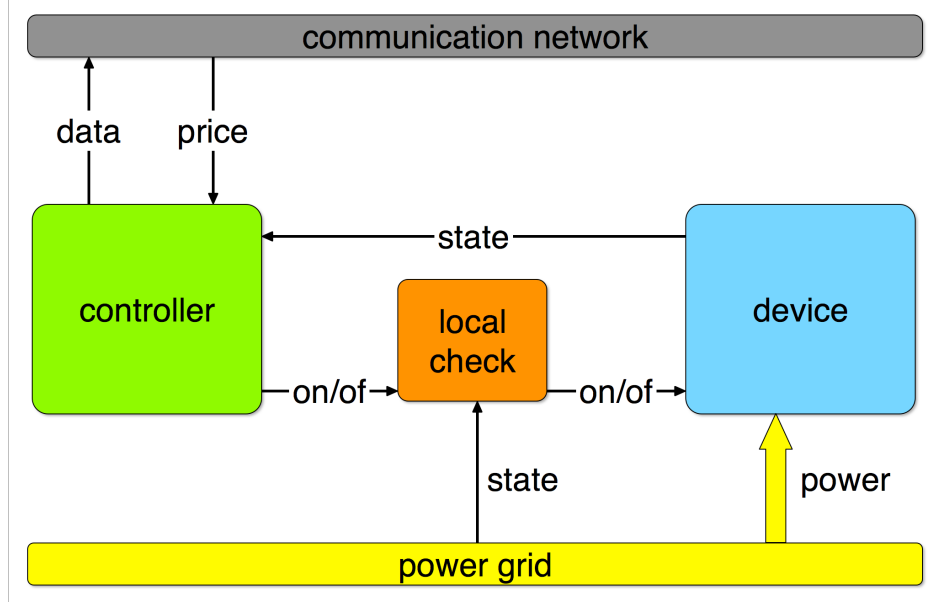 communication network
data
price
state
controller
local
check
device
on/of
on/of
state
power
power grid